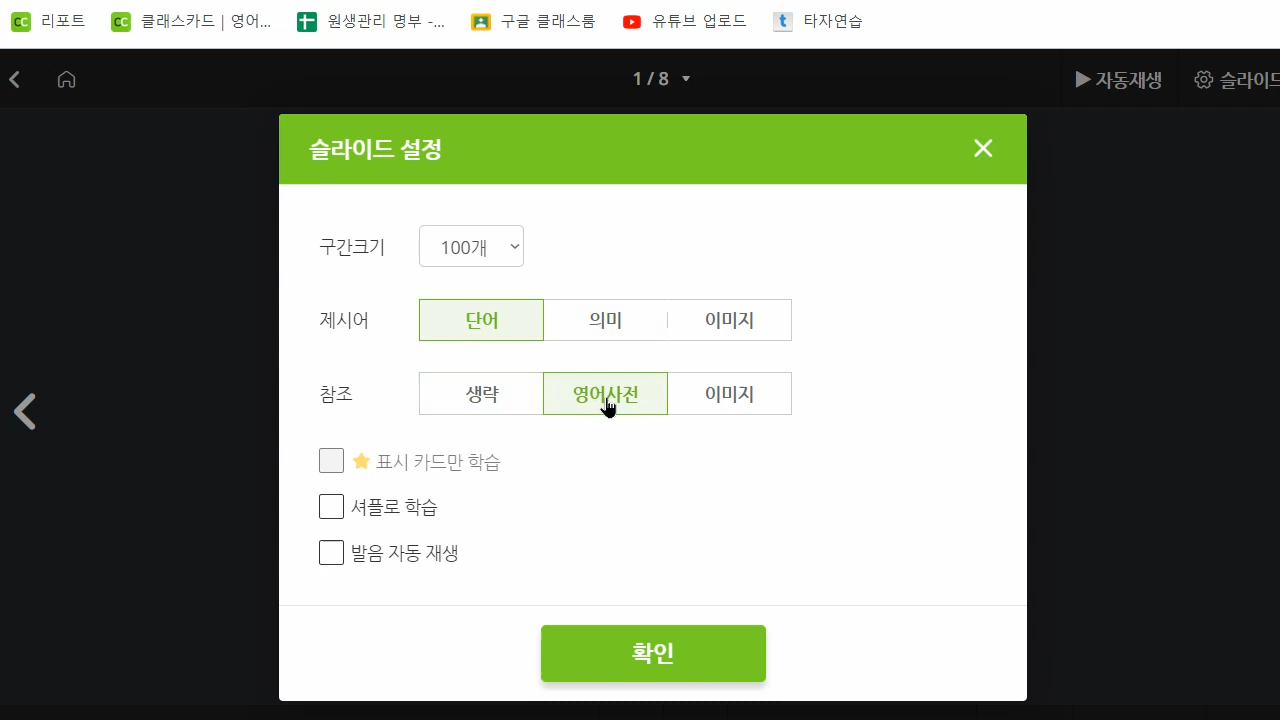 CC 리포트 CC 클래스카드 | 영어... 원생관리 명부 -... 구글 클래스룸 유튜브 업로드 t 타자연습
1 / 8 자동재생 슬라이드
슬라이드 설정
구간크기 100개
제시어 단어 의미 이미지
참조 생략 영어사전 이미지
표시 카드만 학습
셔플로 학습
발음 자동 재생
확인